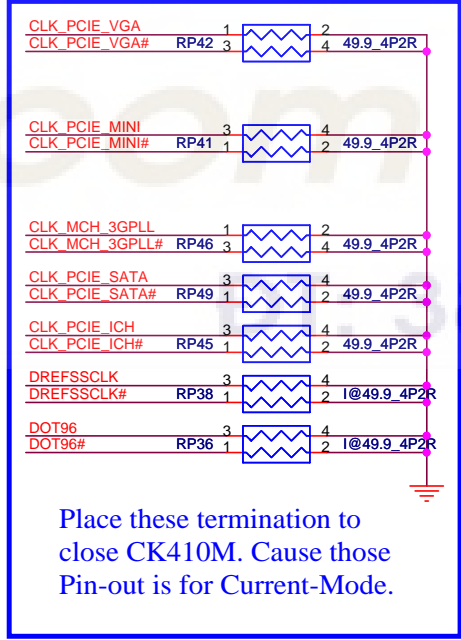 CLK_PCIE_VGA 1 2
CLK_PCIE_VGA# RP42 3 4 49.9_4P2R
CLK_PCIE_MINI 3 4
CLK_PCIE_MINI# RP41 1 2 49.9_4P2R
CLK_MCH_3GPLL 1 2
CLK_MCH_3GPLL# RP46 3 4 49.9_4P2R
CLK_PCIE_SATA 3 4
CLK_PCIE_SATA# RP49 1 2 49.9_4P2R
CLK_PCIE_ICH 3 4
CLK_PCIE_ICH# RP45 1 2 49.9_4P2R
DREFSSCLK 3 4
DREFSSCLK# RP38 1 2 I@49.9_4P2R
DOT96 3 4
DOT96# RP36 1 2 I@49.9_4P2R
Place these termination to
close CK410M. Cause those
Pin-out is for Current-Mode.